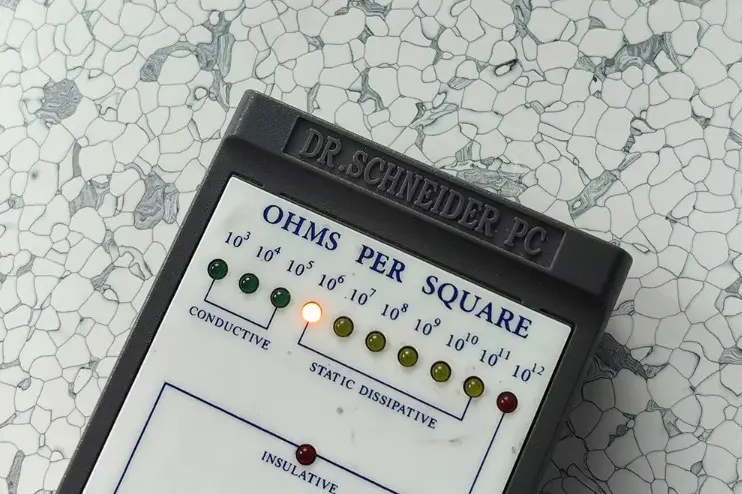 DR.SCHNEIDER PC
OHMS PER SQUARE
10³ 10⁴ 10⁵ 10⁶ 10⁷ 10⁸ 10⁹ 10¹⁰ 10¹¹ 10¹²
CONDUCTIVE
STATIC DISSIPATIVE
INSULATIVE